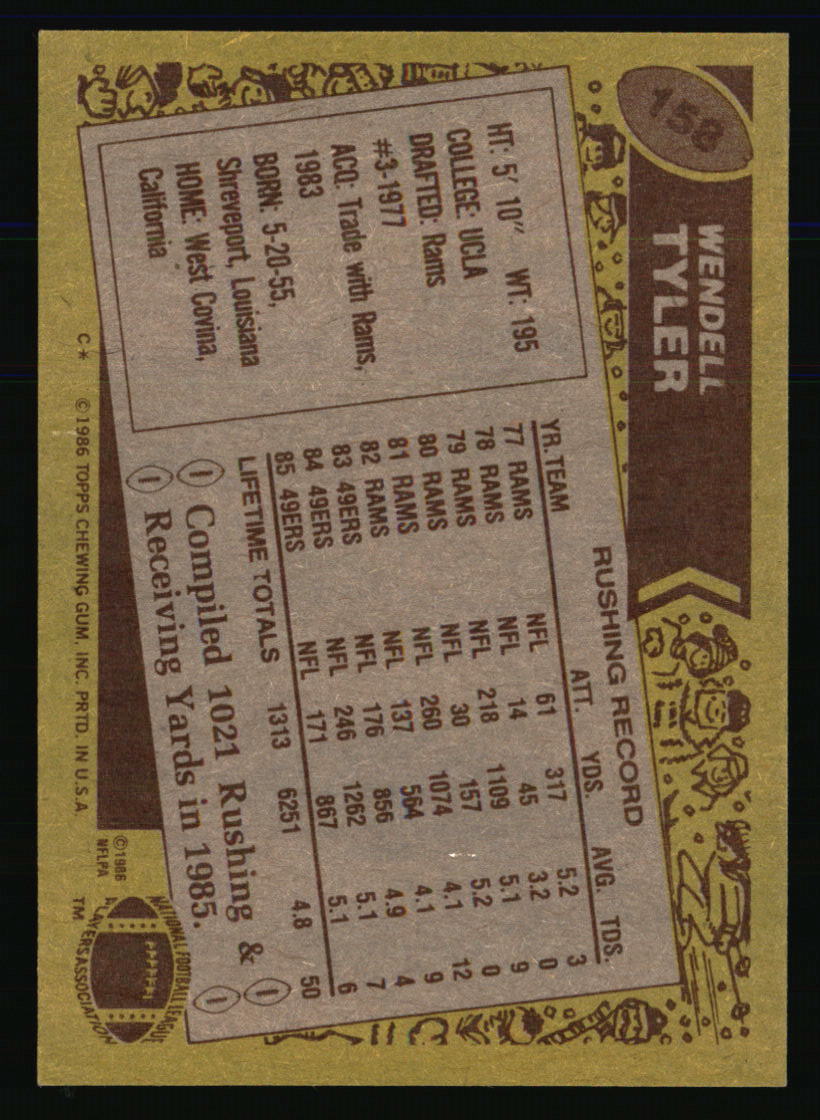 158
WENDELL
TYLER
HT: 5' 10" WT: 195
COLLEGE: UCLA
DRAFTED: Rams
#3-1977
ACQ: Trade with Rams,
1983
BORN: 5-20-55,
Shreveport, Louisiana
HOME: West Covina,
California
RUSHING RECORD
YR. TEAM ATT. YDS. AVG. TDS.
77 RAMS NFL 61 317 5.2 3
78 RAMS NFL 14 45 3.2 0
79 RAMS NFL 218 1109 5.1 9
80 RAMS NFL 30 157 5.2 0
81 RAMS NFL 260 1074 4.1 12
82 RAMS NFL 137 564 4.1 9
83 49ERS NFL 176 856 4.9 4
84 49ERS NFL 246 1262 5.1 7
85 49ERS NFL 171 867 5.1 6
LIFETIME TOTALS 1313 6251 4.8 50
Compiled 1021 Rushing &
Receiving Yards in 1985.
C* ©1986 TOPPS CHEWING GUM, INC. PRTD. IN U.S.A.
©1986
NFLPA
NATIONAL FOOTBALL LEAGUE
PLAYERS ASSOCIATION
TM